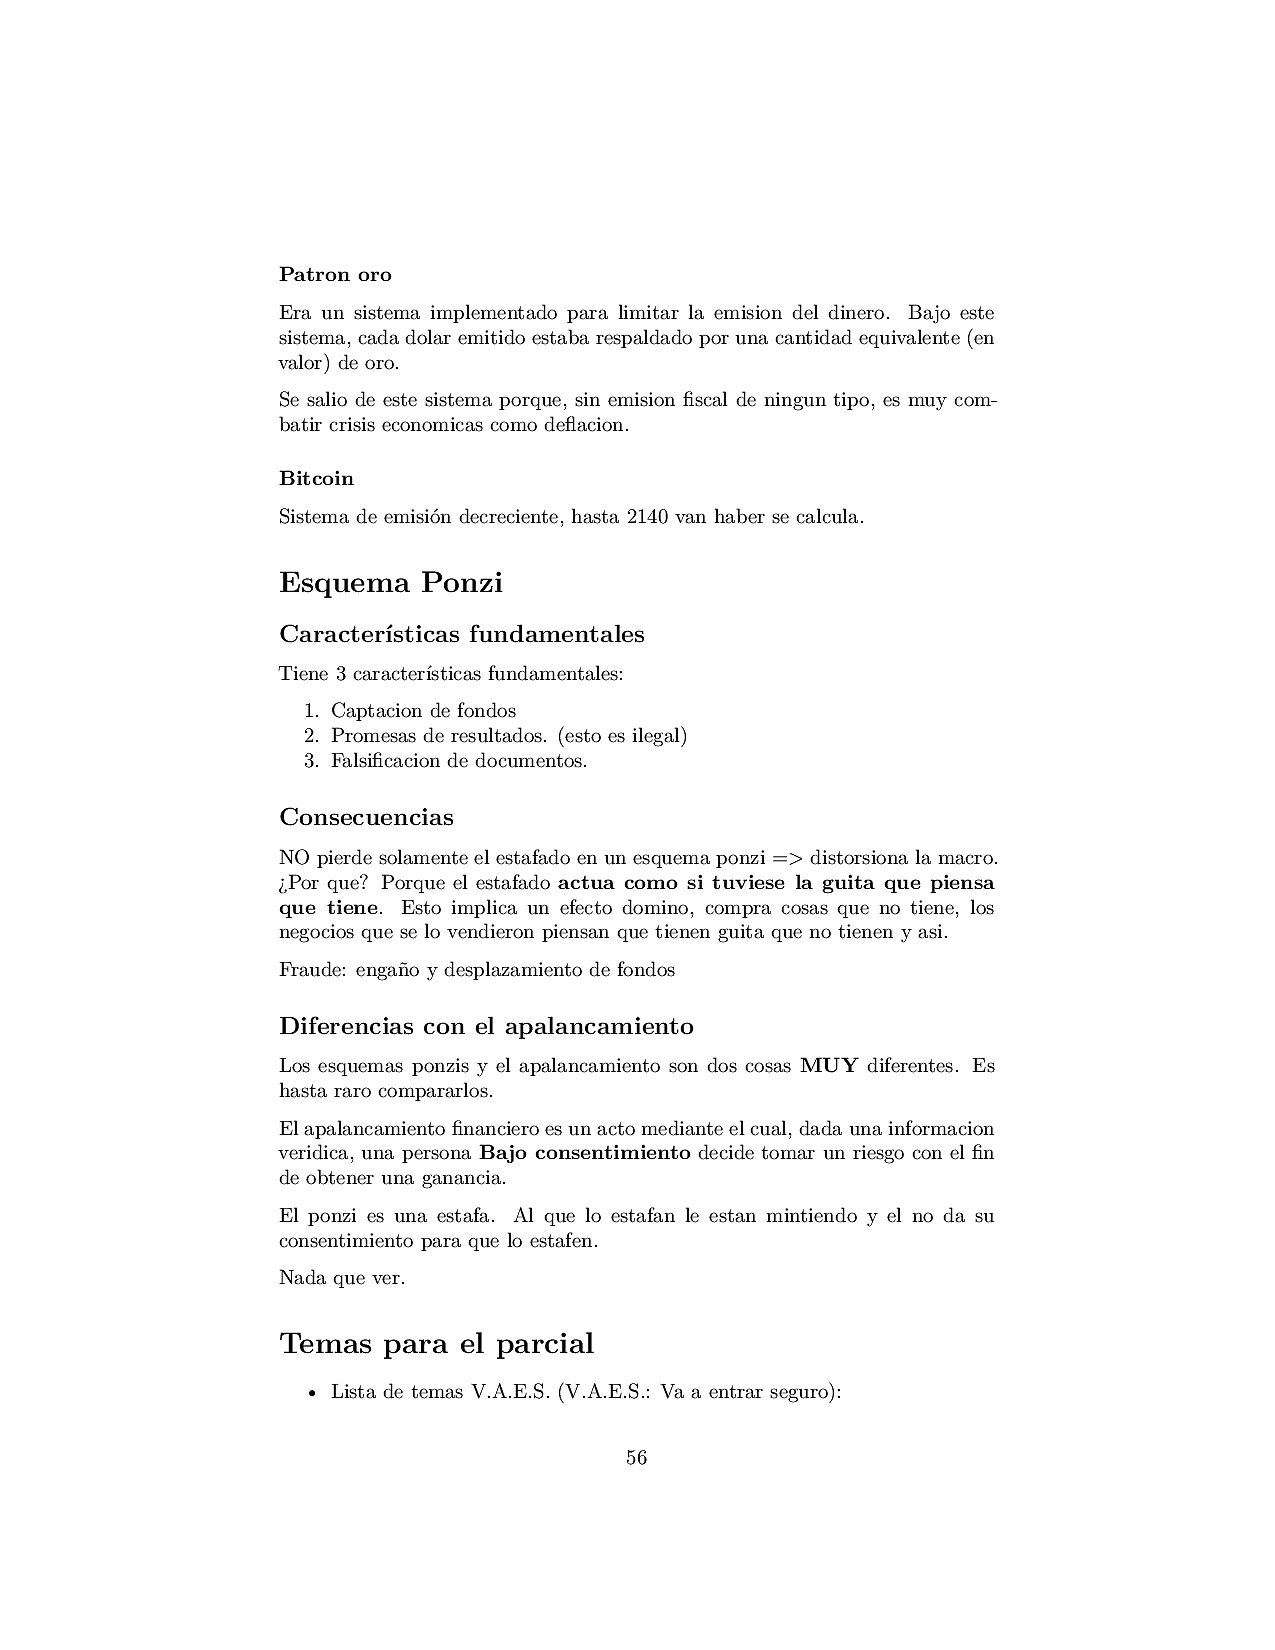 Patron oro
Era un sistema implementado para limitar la emision del dinero. Bajo este
sistema, cada dolar emitido estaba respaldado por una cantidad equivalente (en
valor) de oro.
Se salio de este sistema porque, sin emision fiscal de ningun tipo, es muy com-
batir crisis economicas como deflacion.
Bitcoin
Sistema de emisión decreciente, hasta 2140 van haber se calcula.
Esquema Ponzi
Características fundamentales
Tiene 3 características fundamentales:
1. Captacion de fondos
2. Promesas de resultados. (esto es ilegal)
3. Falsificacion de documentos.
Consecuencias
NO pierde solamente el estafado en un esquema ponzi => distorsiona la macro.
¿Por que? Porque el estafado actua como si tuviese la guita que piensa
que tiene. Esto implica un efecto domino, compra cosas que no tiene, los
negocios que se lo vendieron piensan que tienen guita que no tienen y asi.
Fraude: engaño y desplazamiento de fondos
Diferencias con el apalancamiento
Los esquemas ponzis y el apalancamiento son dos cosas MUY diferentes. Es
hasta raro compararlos.
El apalancamiento financiero es un acto mediante el cual, dada una informacion
veridica, una persona Bajo consentimiento decide tomar un riesgo con el fin
de obtener una ganancia.
El ponzi es una estafa. Al que lo estafan le estan mintiendo y el no da su
consentimiento para que lo estafen.
Nada que ver.
Temas para el parcial
• Lista de temas V.A.E.S. (V.A.E.S.: Va a entrar seguro):
56